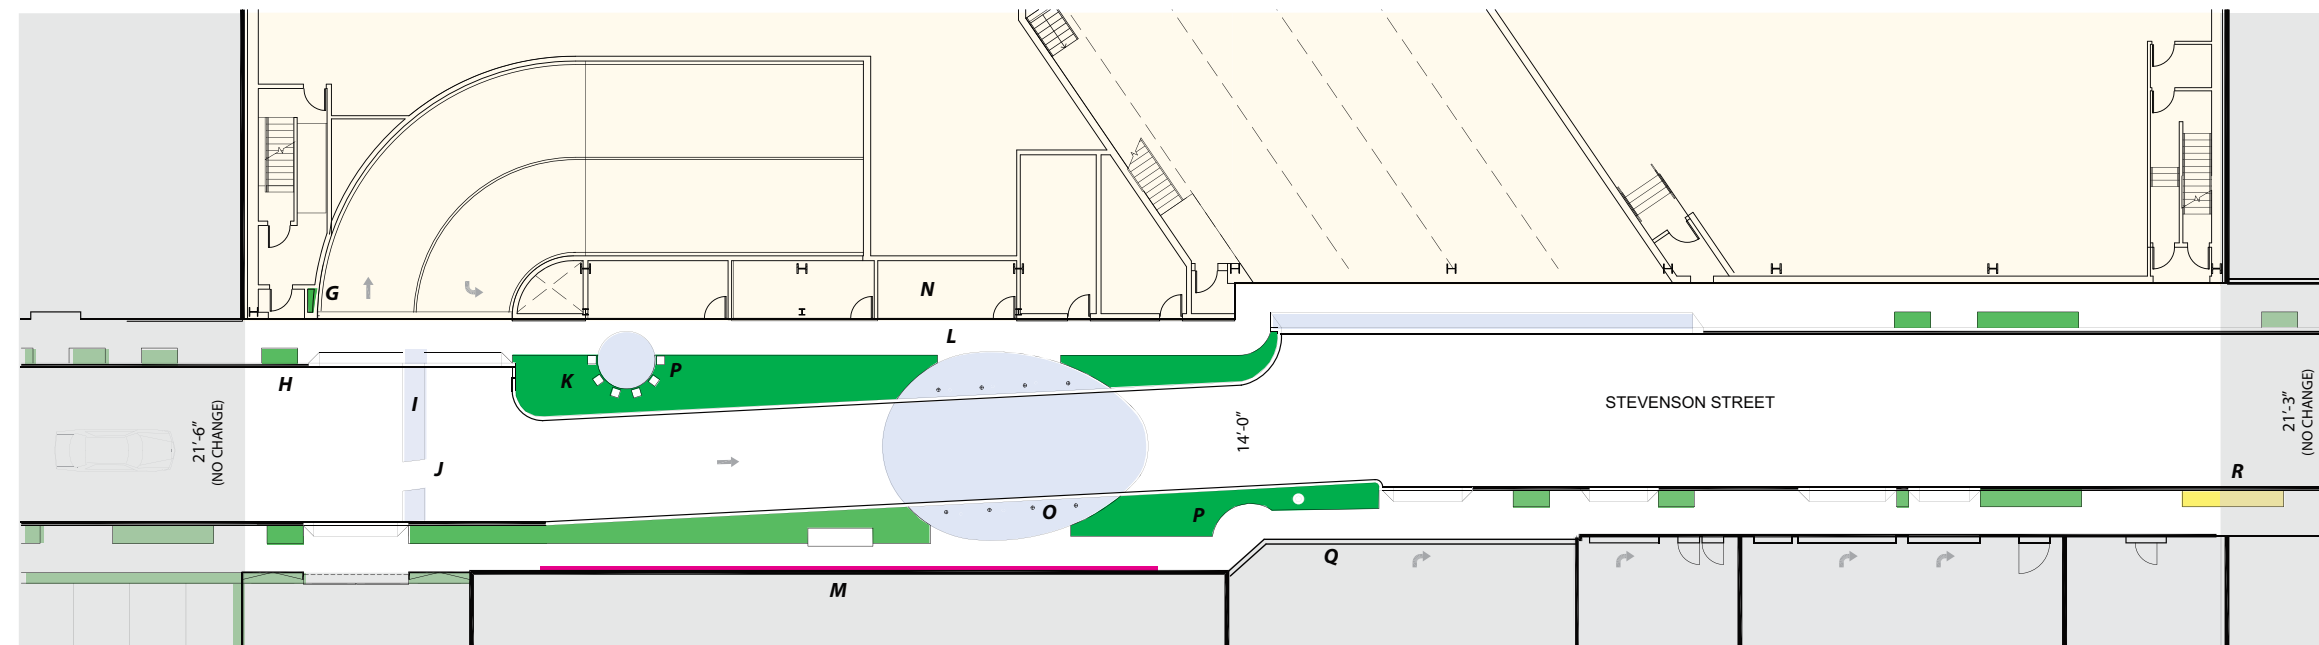 G
N
L
H
K
P
I
STEVENSON STREET
21'-6"
(NO CHANGE)
14'-0"
21'-3"
(NO CHANGE)
J
R
O
P
Q
M